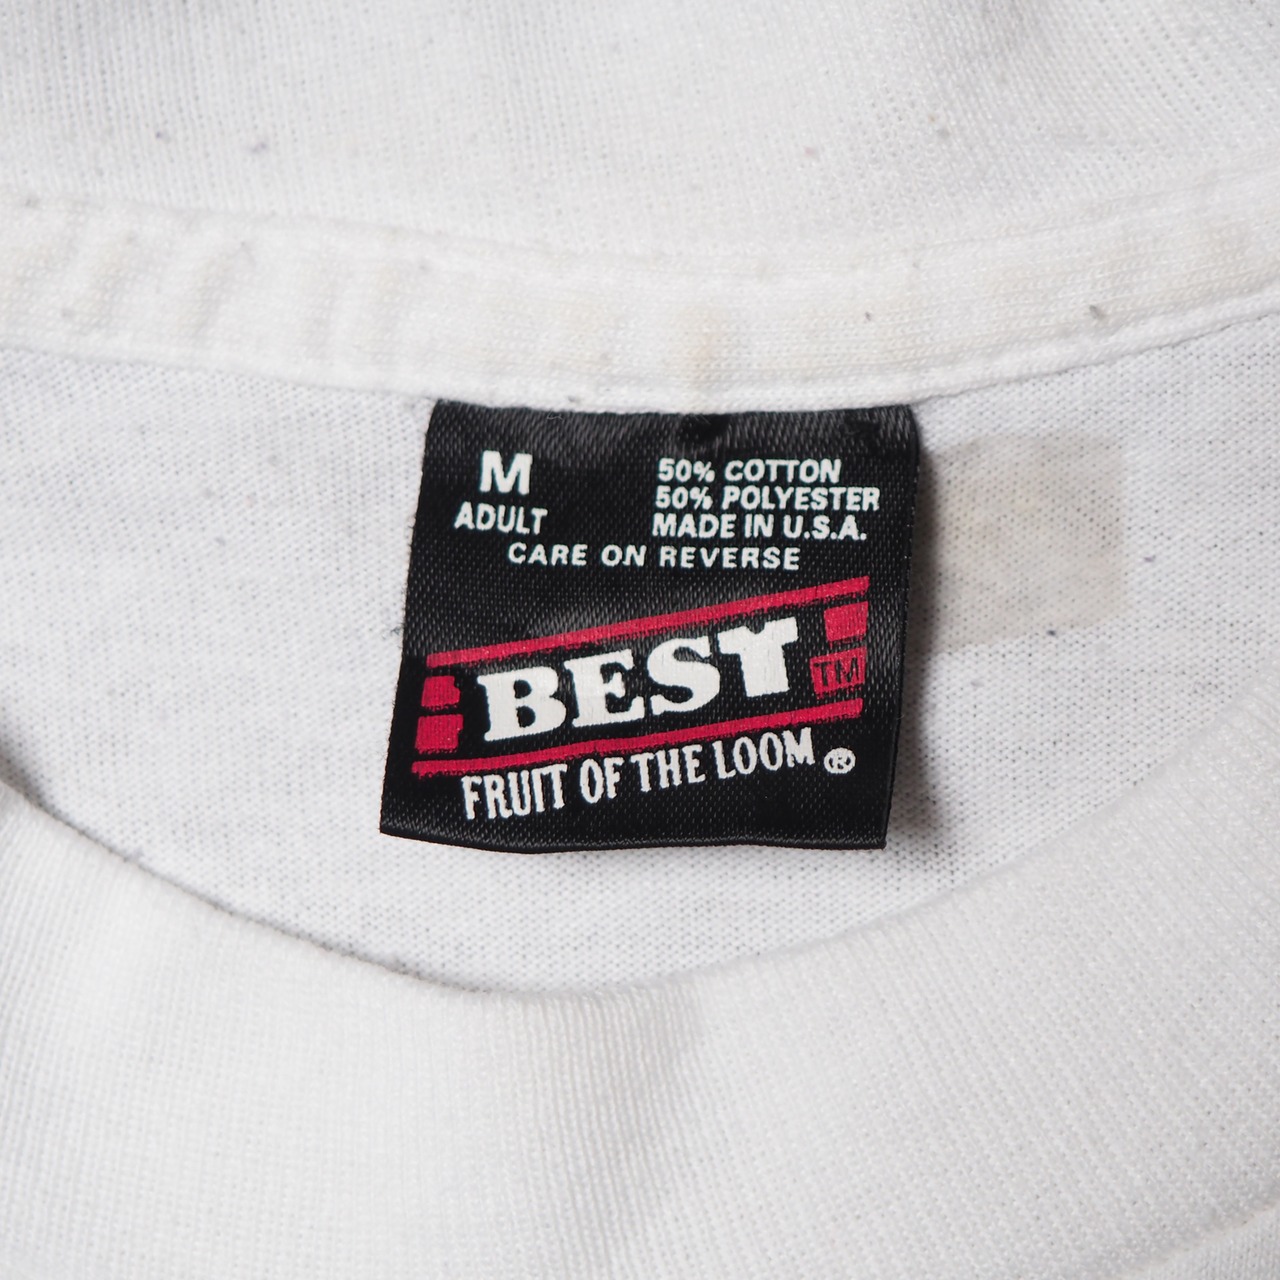 M
ADULT
50% COTTON
50% POLYESTER
MADE IN U.S.A.
CARE ON REVERSE
BEST
TM
FRUIT OF THE LOOM ®